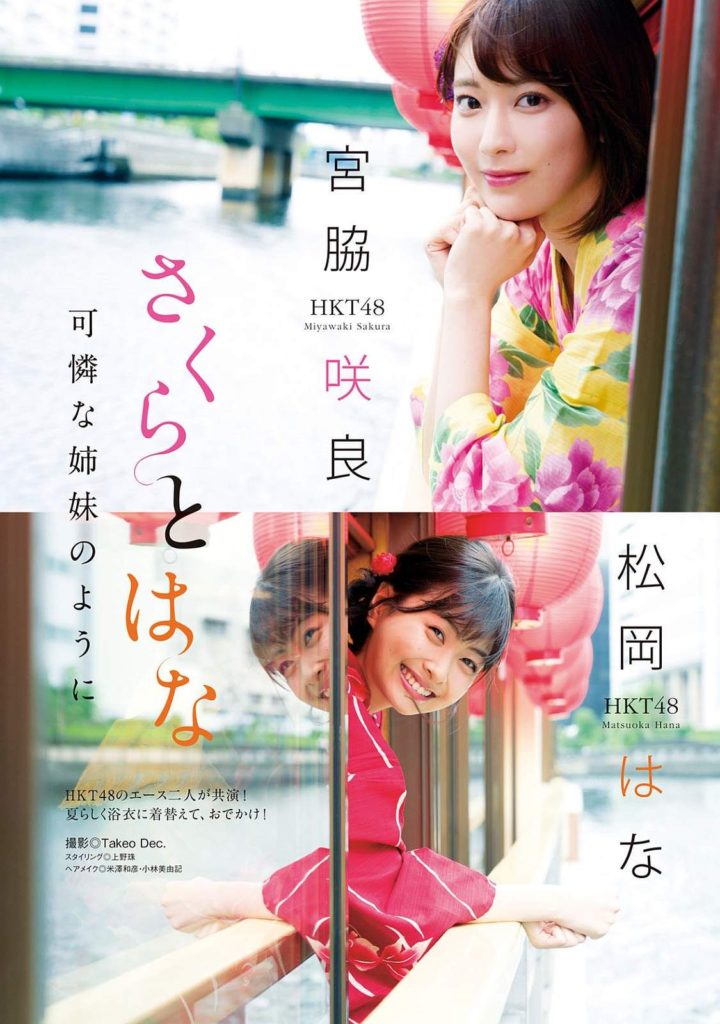 宮脇咲良
HKT48
Miyawaki Sakura
さくらとはな
可憐な姉妹のように
松岡はな
HKT48
Matsuoka Hana
HKT48のエース二人が共演!
夏らしく浴衣に着替えて、おでかけ!
撮影◎Takeo Dec.
スタイリング◎上野珠
ヘアメイク◎米澤和彦・小林美由記